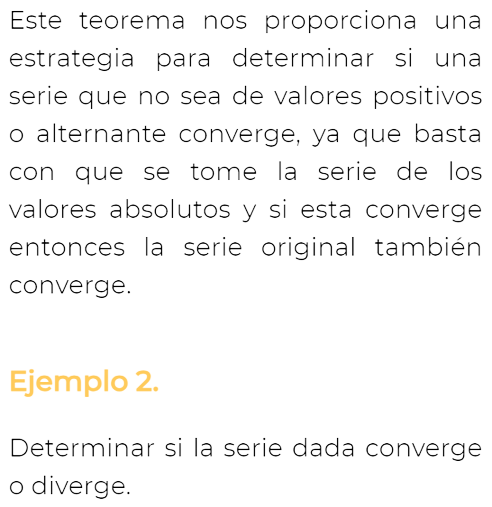 Este teorema nos proporciona una
estrategia para determinar si una
serie que no sea de valores positivos
o alternante converge, ya que basta
con que se tome la serie de los
valores absolutos y si esta converge
entonces la serie original también
converge.
Ejemplo 2.
Determinar si la serie dada converge
o diverge.